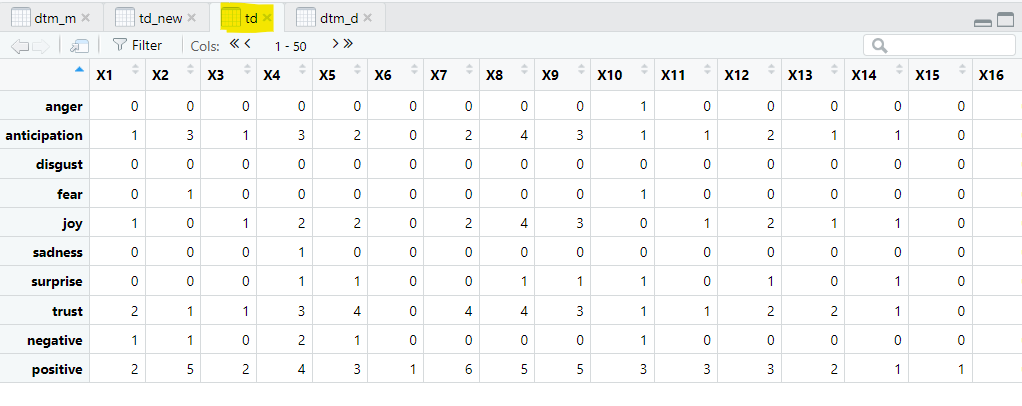 dtm_m td_new td dtm_d
Filter Cols: 1 - 50
X1 X2 X3 X4 X5 X6 X7 X8 X9 X10 X11 X12 X13 X14 X15 X16
anger 0 0 0 0 0 0 0 0 0 1 0 0 0 0 0
anticipation 1 3 1 3 2 0 2 4 3 1 1 2 1 1 0
disgust 0 0 0 0 0 0 0 0 0 0 0 0 0 0 0
fear 0 1 0 0 0 0 0 0 0 1 0 0 0 0 0
joy 1 0 1 2 2 0 2 4 3 0 1 2 1 1 0
sadness 0 0 0 1 0 0 0 0 0 0 0 0 0 0 0
surprise 0 0 0 1 1 0 0 1 1 1 0 1 0 1 0
trust 2 1 1 3 4 0 4 4 3 1 1 2 2 1 0
negative 1 1 0 2 1 0 0 0 0 1 0 0 0 0 0
positive 2 5 2 4 3 1 6 5 5 3 3 3 2 1 1